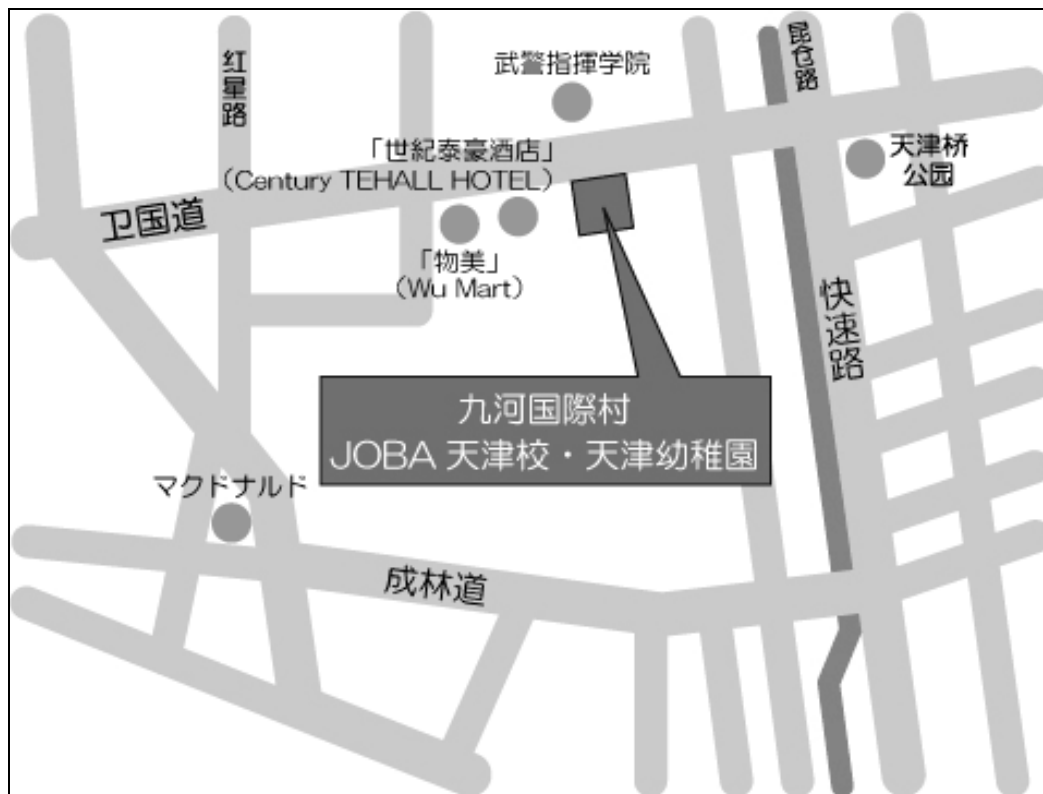 武警指揮学院
红星路
昆仑路
「世紀泰豪酒店」
（Century TEHALL HOTEL）
天津桥
公园
卫国道
「物美」
（Wu Mart）
快速路
九河国際村
JOBA 天津校・天津幼稚園
マクドナルド
成林道